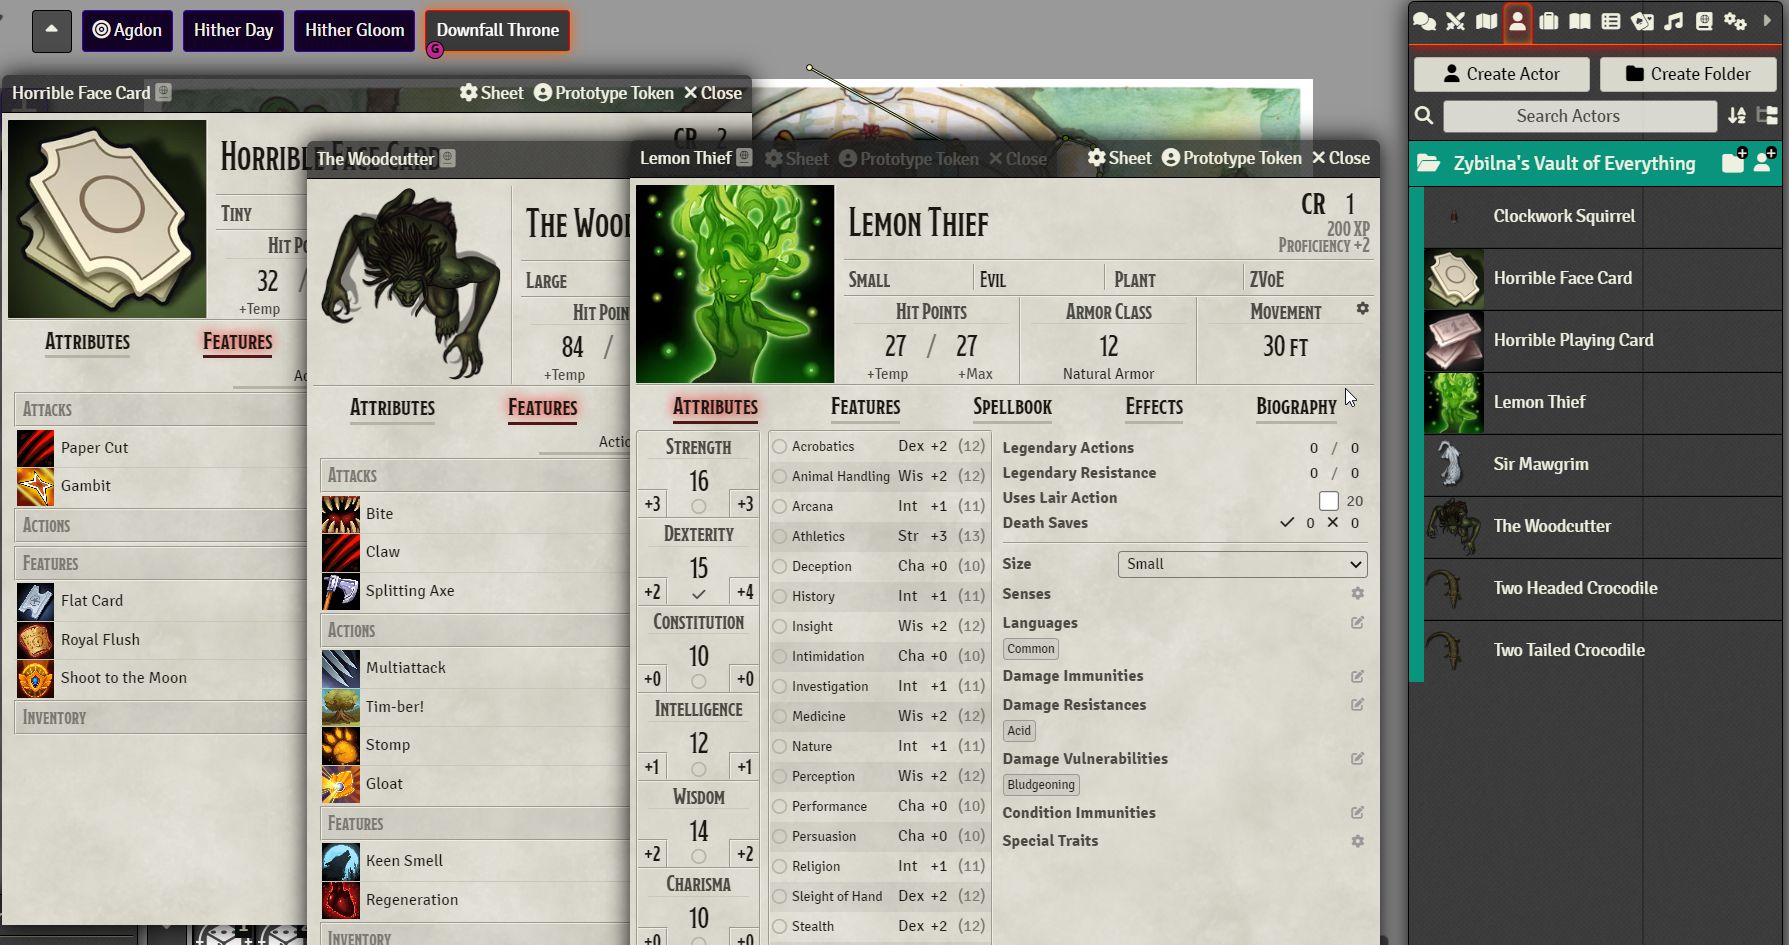 Agdon
Hither Day
Hither Gloom
Downfall Throne
G
Horrible Face Card
Sheet
Prototype Token
Close
CR 2
Horrible Face Card
Tiny
32 /
+Temp
Attributes
Features
Attacks
Paper Cut
Gambit
Actions
Features
Flat Card
Royal Flush
Shoot to the Moon
Inventory
The Woodcutter
Sheet
Prototype Token
Close
Large
84 /
+Temp
Attributes
Features
Attacks
Bite
Claw
Splitting Axe
Actions
Multiattack
Tim-ber!
Stomp
Gloat
Features
Keen Smell
Regeneration
Inventory
Lemon Thief
Sheet
Prototype Token
Close
Lemon Thief
CR 1
200 XP
Proficiency +2
Small
Evil
Plant
ZVoE
Hit Points
27 / 27
+Temp
+Max
Armor Class
12
Natural Armor
Movement
30 ft
Attributes
Features
Spellbook
Effects
Biography
Strength
16
+3 +3
Dexterity
15
+2 +4
Constitution
10
+0 +0
Intelligence
12
+1 +1
Wisdom
14
+2 +2
Charisma
10
+0 +0
Acrobatics Dex +2 (12)
Animal Handling Wis +2 (12)
Arcana Int +1 (11)
Athletics Str +3 (13)
Deception Cha +0 (10)
History Int +1 (11)
Insight Wis +2 (12)
Intimidation Cha +0 (10)
Investigation Int +1 (11)
Medicine Wis +2 (12)
Nature Int +1 (11)
Perception Wis +2 (12)
Performance Cha +0 (10)
Persuasion Cha +0 (10)
Religion Int +1 (11)
Sleight of Hand Dex +2 (12)
Stealth Dex +2 (12)
Legendary Actions 0 / 0
Legendary Resistance 0 / 0
Uses Lair Action 20
Death Saves 0 0
Size Small
Senses
Languages
Common
Damage Immunities
Damage Resistances
Acid
Damage Vulnerabilities
Bludgeoning
Condition Immunities
Special Traits
Create Actor
Create Folder
Search Actors
Zybilna's Vault of Everything
Clockwork Squirrel
Horrible Face Card
Horrible Playing Card
Lemon Thief
Sir Mawgrim
The Woodcutter
Two Headed Crocodile
Two Tailed Crocodile